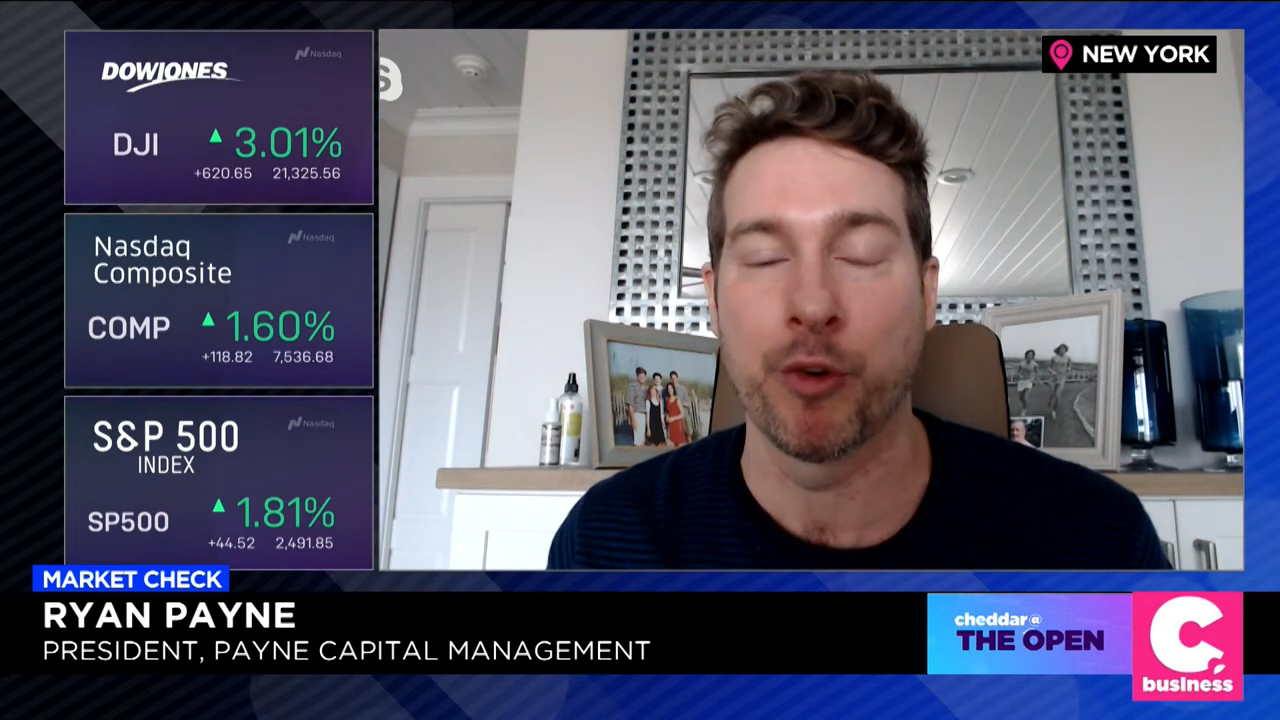 DOWJONES
Nasdaq
DJI ▲ 3.01%
+620.65 21,325.56
Nasdaq
Nasdaq
Composite
COMP ▲ 1.60%
+118.82 7,536.68
Nasdaq
S&P 500
INDEX
SP500 ▲ 1.81%
+44.52 2,491.85
S
NEW YORK
MARKET CHECK
RYAN PAYNE
PRESIDENT, PAYNE CAPITAL MANAGEMENT
cheddar@
THE OPEN
C
business